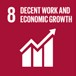 8 DECENT WORK AND
ECONOMIC GROWTH